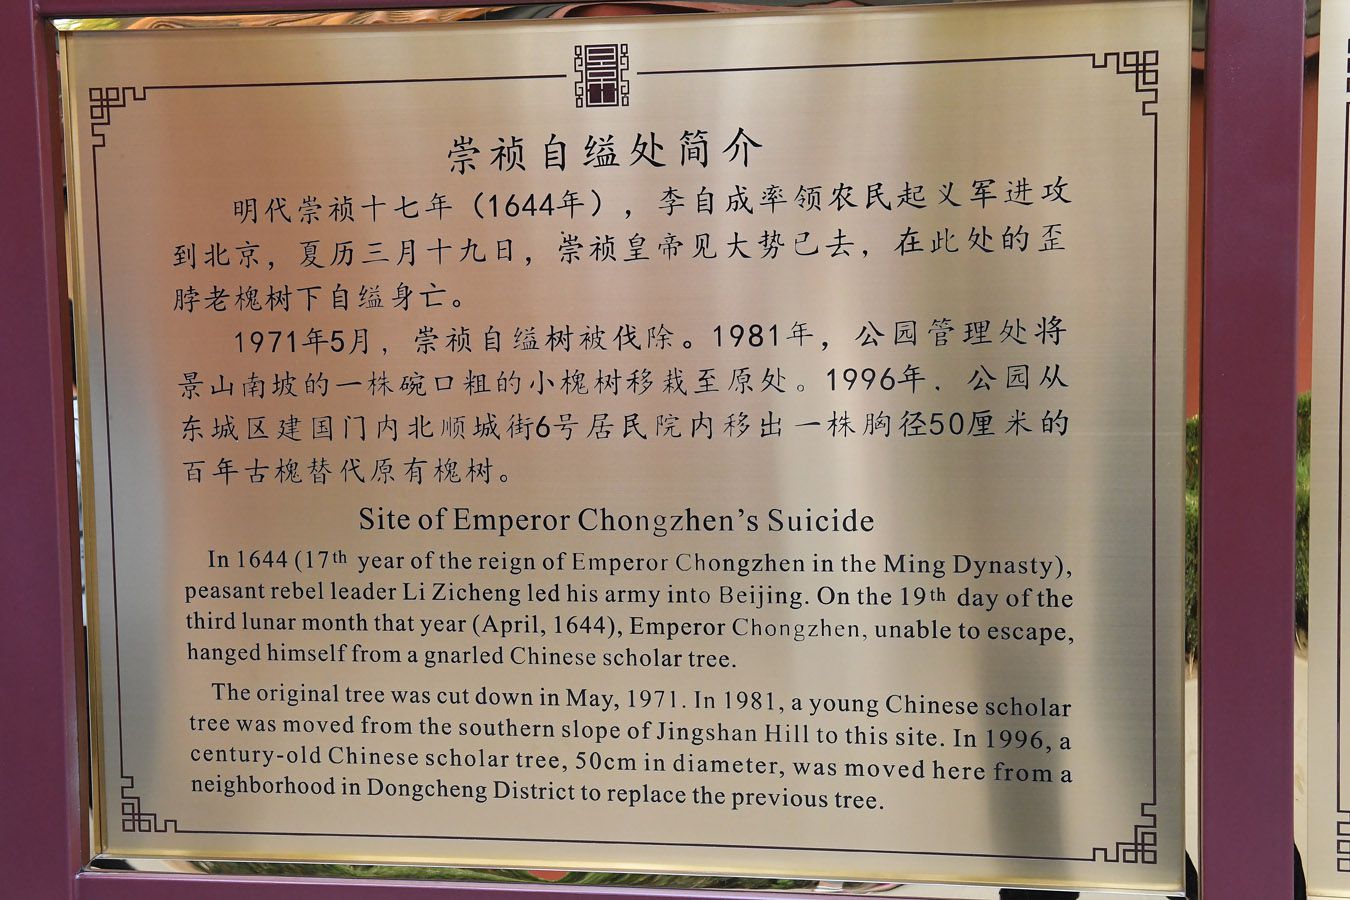 崇祯自缢处简介
明代崇祯十七年（1644年），李自成率领农民起义军进攻
到北京，夏历三月十九日，崇祯皇帝见大势已去，在此处的歪
脖老槐树下自缢身亡。
1971年5月，崇祯自缢树被伐除。1981年，公园管理处将
景山南坡的一株碗口粗的小槐树移栽至原处。1996年，公园从
东城区建国门内北顺城街6号居民院内移出一株胸径50厘米的
百年古槐替代原有槐树。
Site of Emperor Chongzhen's Suicide
In 1644 (17th year of the reign of Emperor Chongzhen in the Ming Dynasty),
peasant rebel leader Li Zicheng led his army into Beijing. On the 19th day of the
third lunar month that year (April, 1644), Emperor Chongzhen, unable to escape,
hanged himself from a gnarled Chinese scholar tree.
The original tree was cut down in May, 1971. In 1981, a young Chinese scholar
tree was moved from the southern slope of Jingshan Hill to this site. In 1996, a
century-old Chinese scholar tree, 50cm in diameter, was moved here from a
neighborhood in Dongcheng District to replace the previous tree.